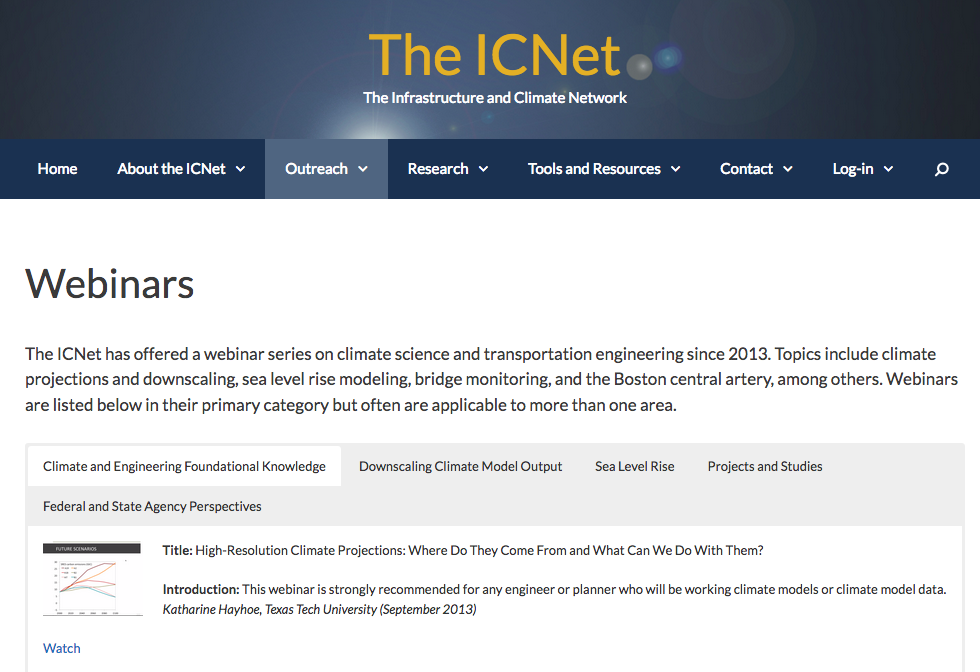 The ICNet
The Infrastructure and Climate Network
Home About the ICNet Outreach Research Tools and Resources Contact Log-in
Webinars
The ICNet has offered a webinar series on climate science and transportation engineering since 2013. Topics include climate
projections and downscaling, sea level rise modeling, bridge monitoring, and the Boston central artery, among others. Webinars
are listed below in their primary category but often are applicable to more than one area.
Climate and Engineering Foundational Knowledge Downscaling Climate Model Output Sea Level Rise Projects and Studies
Federal and State Agency Perspectives
FUTURE SCENARIOS
Title: High-Resolution Climate Projections: Where Do They Come From and What Can We Do With Them?
Introduction: This webinar is strongly recommended for any engineer or planner who will be working climate models or climate model data.
Katharine Hayhoe, Texas Tech University (September 2013)
Watch